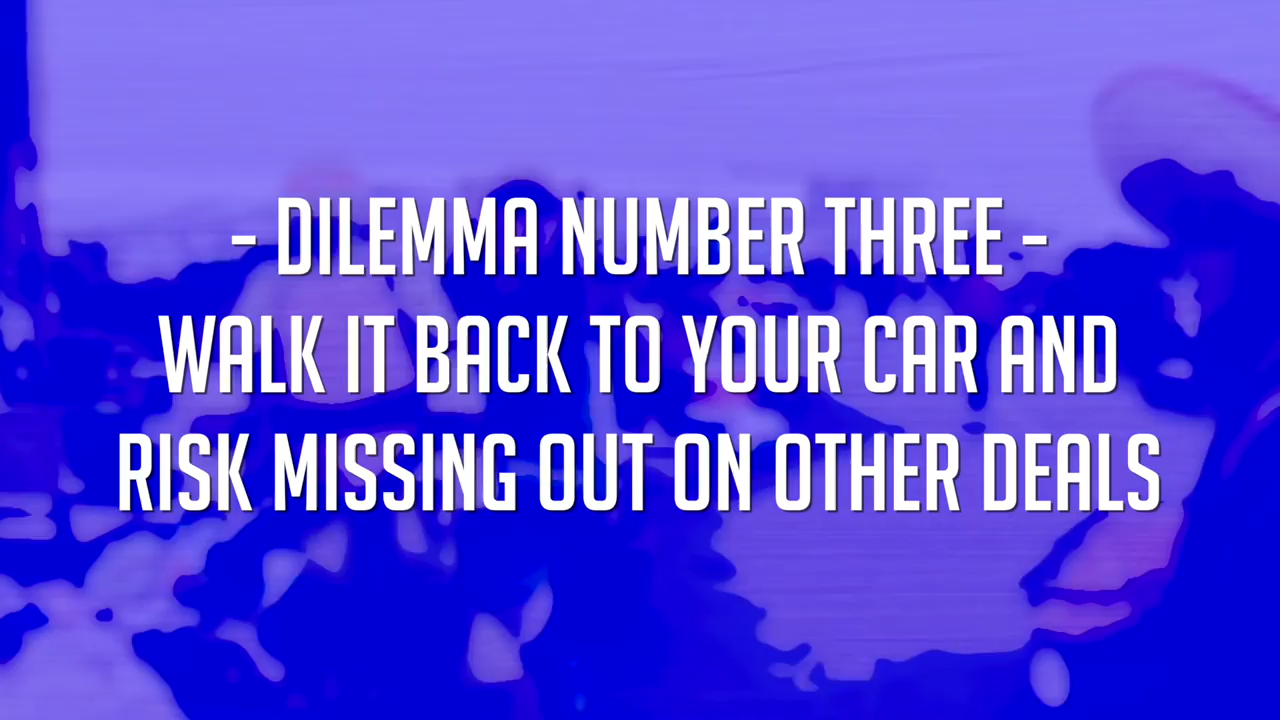 - DILEMMA NUMBER THREE -
WALK IT BACK TO YOUR CAR AND
RISK MISSING OUT ON OTHER DEALS